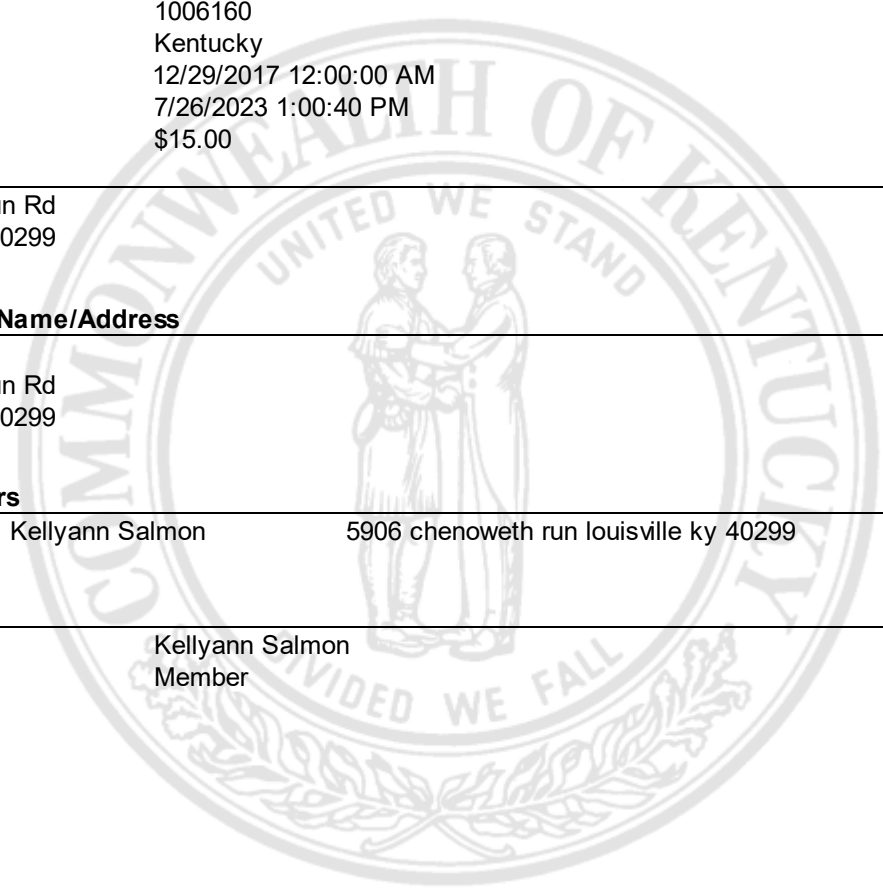 1006160
Kentucky
12/29/2017 12:00:00 AM
7/26/2023 1:00:40 PM
$15.00
COMMONWEALTH OF KENTUCKY
UNITED WE STAND
Rd
0299
Name/Address
Rd
0299
Kellyann Salmon 5906 chenoweth run louisville ky 40299
Kellyann Salmon
Member
DIVIDED WE FALL